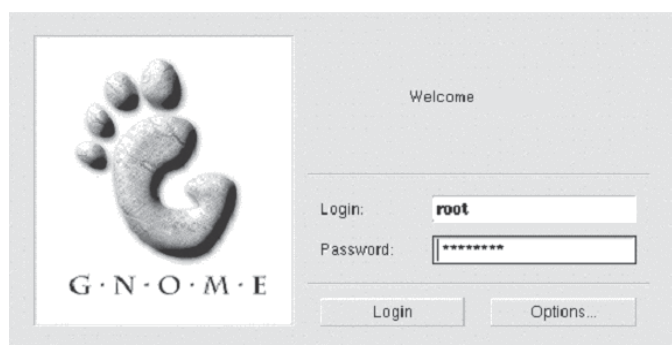 Welcome
Login: root
Password: ********
G·N·O·M·E
Login Options...